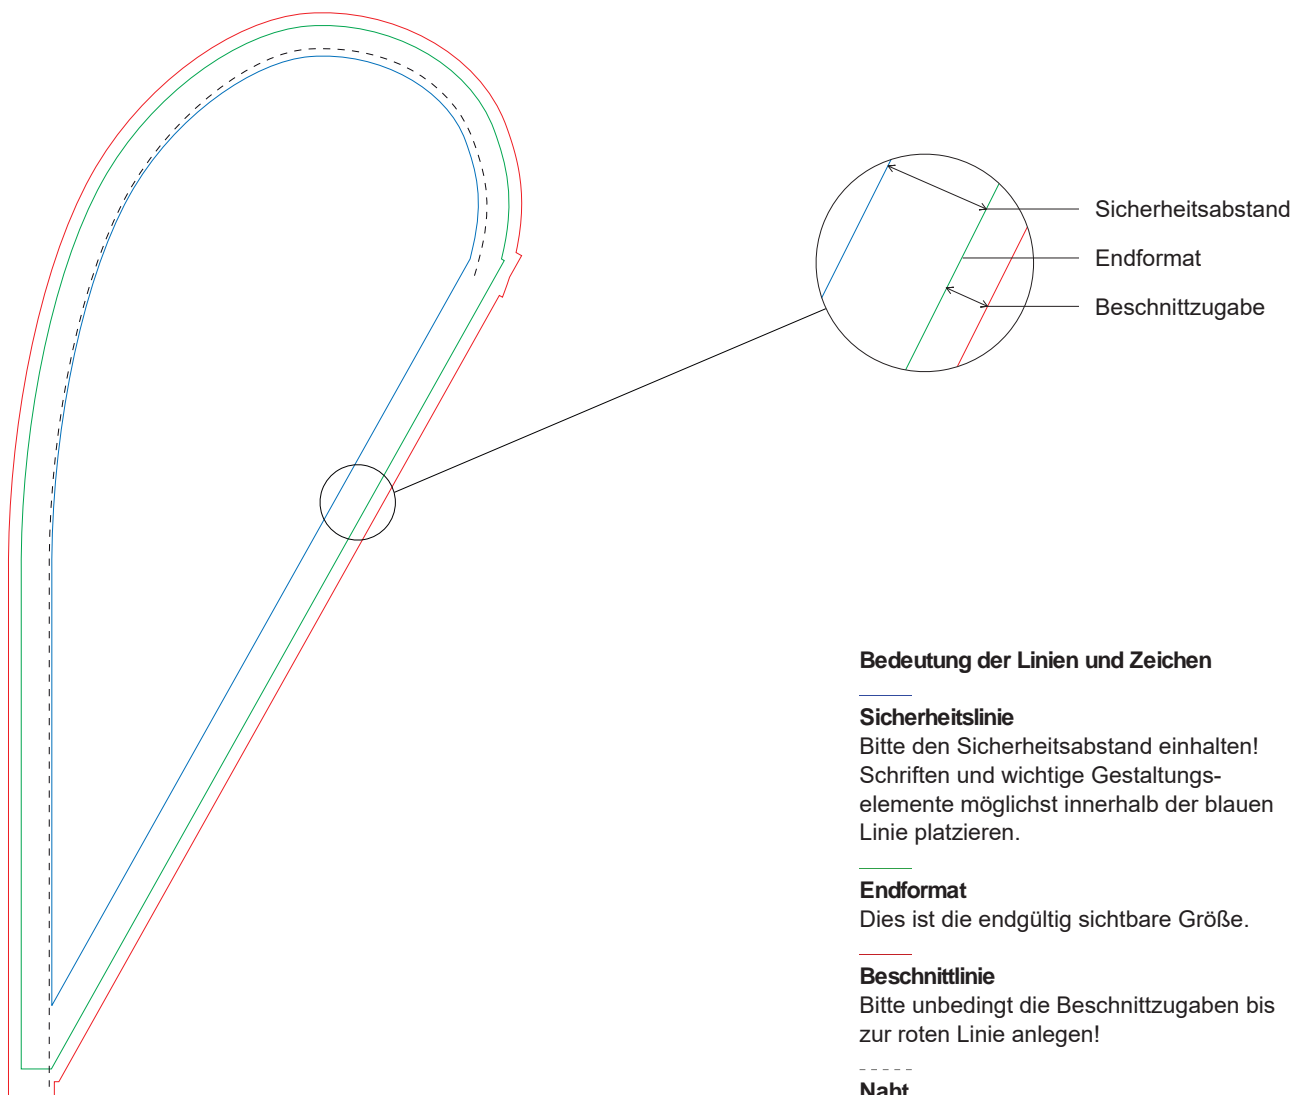 Sicherheitsabstand
Endformat
Beschnittzugabe
Bedeutung der Linien und Zeichen
Sicherheitslinie
Bitte den Sicherheitsabstand einhalten!
Schriften und wichtige Gestaltungs-
elemente möglichst innerhalb der blauen
Linie platzieren.
Endformat
Dies ist die endgültig sichtbare Größe.
Beschnittlinie
Bitte unbedingt die Beschnittzugaben bis
zur roten Linie anlegen!
Naht